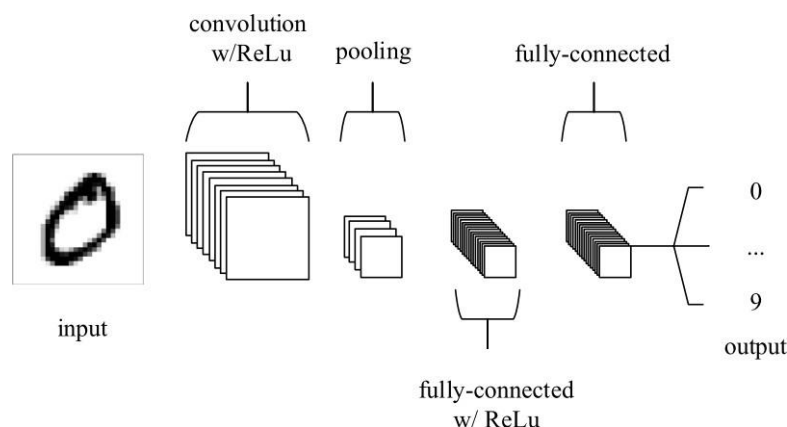 convolution
w/ReLu
pooling
fully-connected
input
fully-connected
w/ ReLu
0
...
9
output